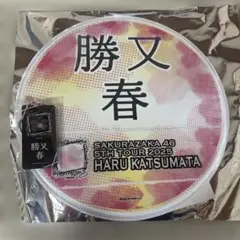 勝又
春
SAKURAZAKA 46
5TH TOUR 2025
HARU KATSUMATA
勝又
春